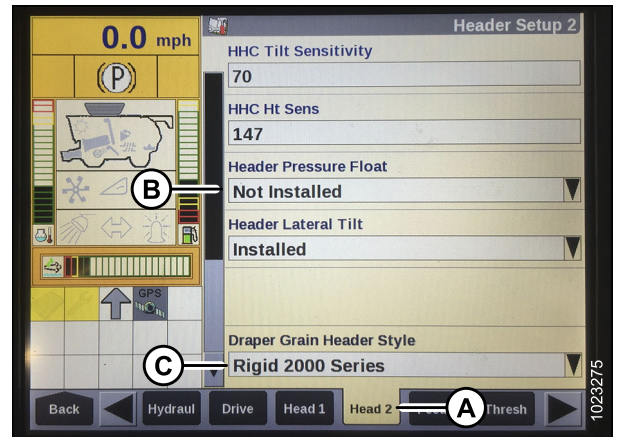 0.0 mph
(P)
GPS
Header Setup 2
HHC Tilt Sensitivity
70
HHC Ht Sens
147
Header Pressure Float
Not Installed
Header Lateral Tilt
Installed
Draper Grain Header Style
Rigid 2000 Series
B
C
A
Back
Hydraul
Drive
Head 1
Head 2
Thresh
1023275